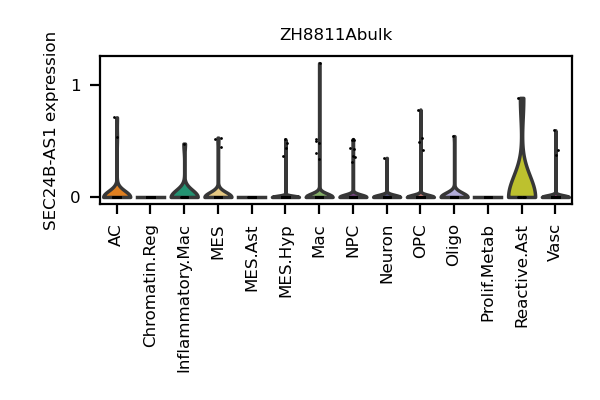 ZH8811Abulk
SEC24B-AS1 expression
1
0
AC
Chromatin.Reg
Inflammatory.Mac
MES
MES.Ast
MES.Hyp
Mac
NPC
Neuron
OPC
Oligo
Prolif.Metab
Reactive.Ast
Vasc